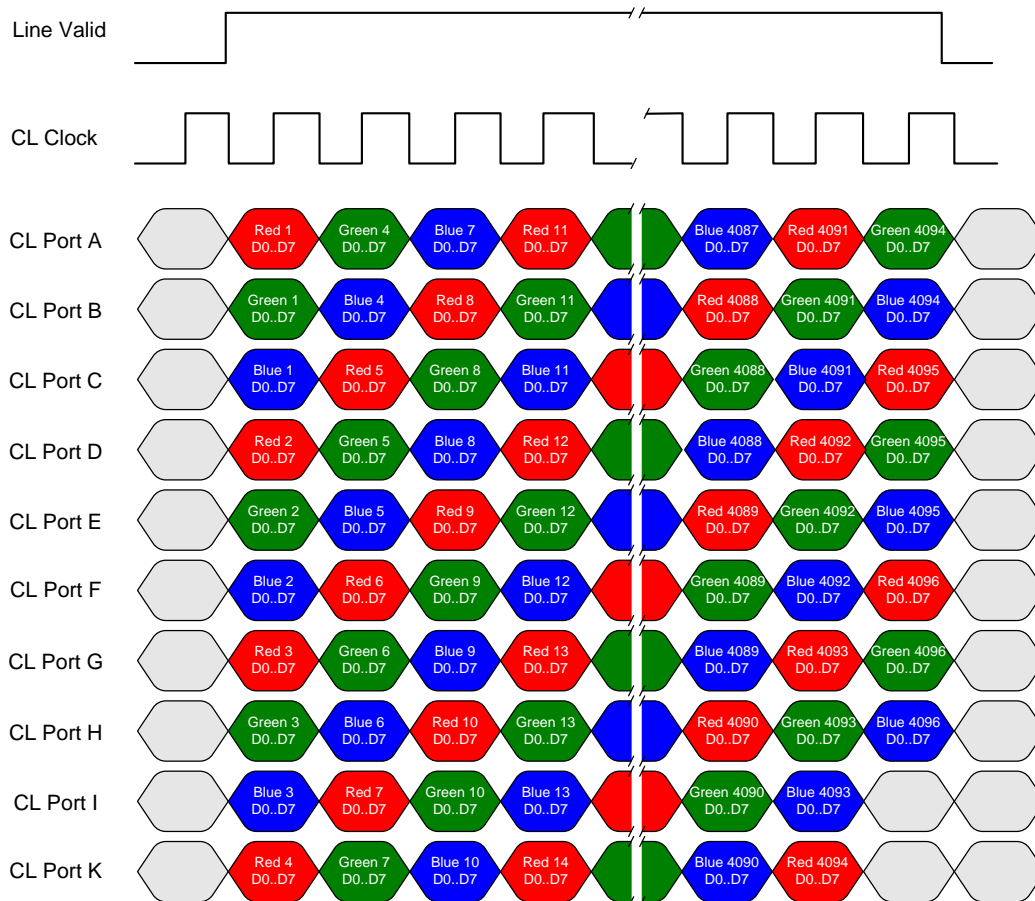 Line Valid
CL Clock
CL Port A
Red 1 Green 4 Blue 7 Red 11 Blue 4087 Red 4091 Green 4094
D0..D7 D0..D7 D0..D7 D0..D7 D0..D7 D0..D7 D0..D7
CL Port B
Green 1 Blue 4 Red 8 Green 11 Red 4088 Green 4091 Blue 4094
D0..D7 D0..D7 D0..D7 D0..D7 D0..D7 D0..D7 D0..D7
CL Port C
Blue 1 Red 5 Green 8 Blue 11 Green 4088 Blue 4091 Red 4095
D0..D7 D0..D7 D0..D7 D0..D7 D0..D7 D0..D7 D0..D7
CL Port D
Red 2 Green 5 Blue 8 Red 12 Blue 4088 Red 4092 Green 4095
D0..D7 D0..D7 D0..D7 D0..D7 D0..D7 D0..D7 D0..D7
CL Port E
Green 2 Blue 5 Red 9 Green 12 Red 4089 Green 4092 Blue 4095
D0..D7 D0..D7 D0..D7 D0..D7 D0..D7 D0..D7 D0..D7
CL Port F
Blue 2 Red 6 Green 9 Blue 12 Green 4089 Blue 4092 Red 4096
D0..D7 D0..D7 D0..D7 D0..D7 D0..D7 D0..D7 D0..D7
CL Port G
Red 3 Green 6 Blue 9 Red 13 Blue 4089 Red 4093 Green 4096
D0..D7 D0..D7 D0..D7 D0..D7 D0..D7 D0..D7 D0..D7
CL Port H
Green 3 Blue 6 Red 10 Green 13 Red 4090 Green 4093 Blue 4096
D0..D7 D0..D7 D0..D7 D0..D7 D0..D7 D0..D7 D0..D7
CL Port I
Blue 3 Red 7 Green 10 Blue 13 Green 4090 Blue 4093
D0..D7 D0..D7 D0..D7 D0..D7 D0..D7 D0..D7
CL Port K
Red 4 Green 7 Blue 10 Red 14 Blue 4090 Red 4094
D0..D7 D0..D7 D0..D7 D0..D7 D0..D7 D0..D7